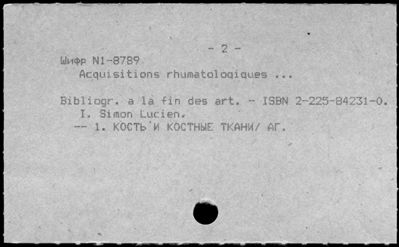 - 2 -
Шифр N1-8789
Acquisitions rhumatologiques ...
Bibliogr. a la fin des art. - ISBN 2-225-84231-0.
I. Simon Lucien.
-- 1. КОСТЬ И КОСТНЫЕ ТКАНИ/ АГ.